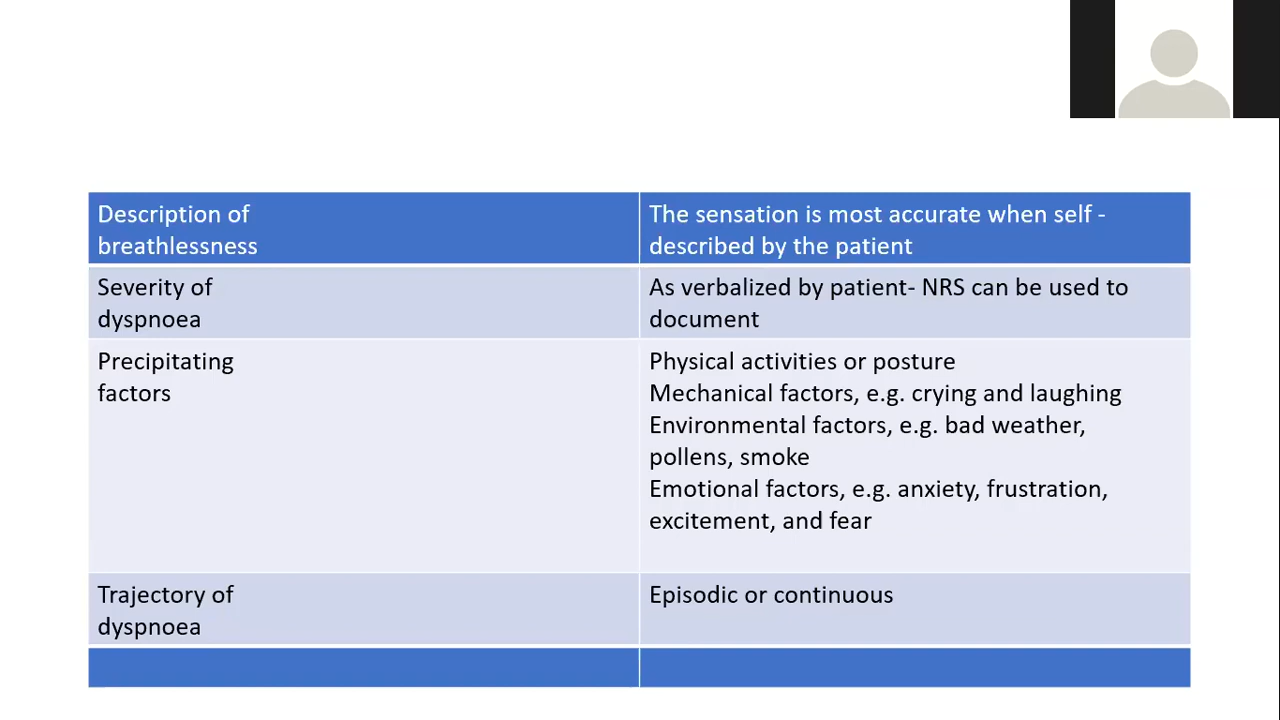 Description of
breathlessness
The sensation is most accurate when self -
described by the patient
Severity of
dyspnoea
As verbalized by patient- NRS can be used to
document
Precipitating
factors
Physical activities or posture
Mechanical factors, e.g. crying and laughing
Environmental factors, e.g. bad weather,
pollens, smoke
Emotional factors, e.g. anxiety, frustration,
excitement, and fear
Trajectory of
dyspnoea
Episodic or continuous